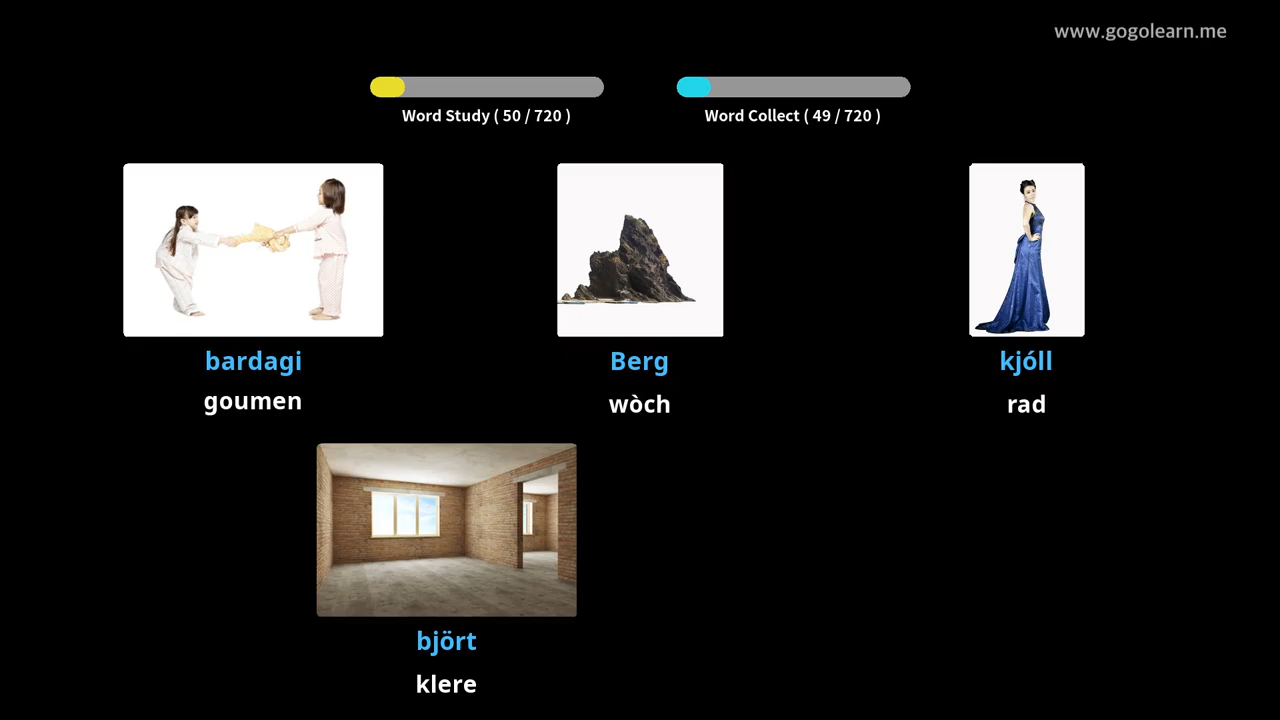 www.gogolearn.me
Word Study ( 50 / 720 )
Word Collect ( 49 / 720 )
bardagi
goumen
Berg
wòch
kjóll
rad
björt
klere